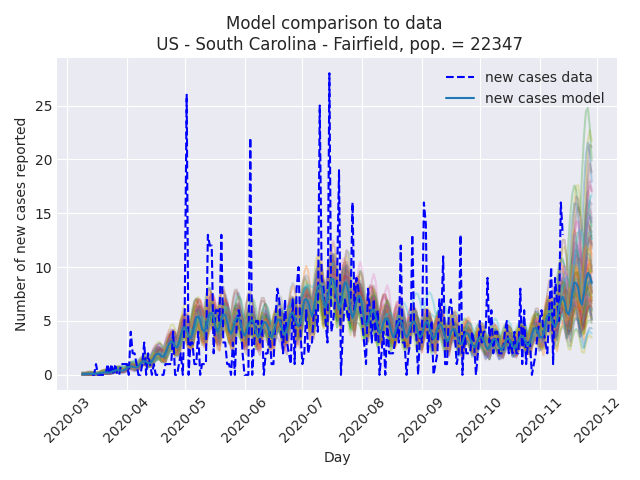 Model comparison to data
US - South Carolina - Fairfield, pop. = 22347
new cases data
new cases model
Number of new cases reported
25
20
15
10
5
0
2020-03
2020-04
2020-05
2020-06
2020-07
2020-08
2020-09
2020-10
2020-11
2020-12
Day